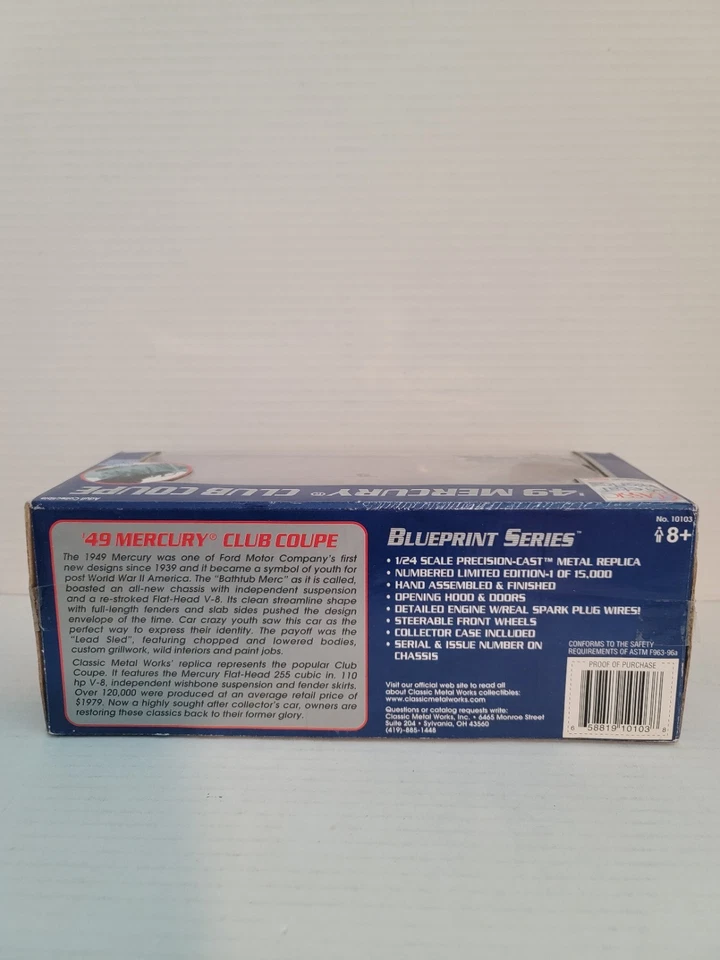 '49 MERCURY® CLUB COUPE
'49 MERCURY® CLUB COUPE
The 1949 Mercury was one of Ford Motor Company's first
new designs since 1939 and it became a symbol of youth for
post World War II America. The "Bathtub Merc" as it is called,
boasted an all-new chassis with independent suspension
and a re-stroked Flat-Head V-8. Its clean streamline shape
with full-length fenders and slab sides pushed the design
envelope of the time. Car crazy youth saw this car as the
perfect way to express their identity. The payoff was the
"Lead Sled", featuring chopped and lowered bodies,
custom grillwork, wild interiors and paint jobs.
Classic Metal Works' replica represents the popular Club
Coupe. It features the Mercury Flat-Head 255 cubic in. 110
hp V-8, independent wishbone suspension and fender skirts.
Over 120,000 were produced at an average retail price of
$1979. Now a highly sought after collector's car, owners are
restoring these classics back to their former glory.
BLUEPRINT SERIES™
• 1/24 SCALE PRECISION-CAST™ METAL REPLICA
• NUMBERED LIMITED EDITION-1 OF 15,000
• HAND ASSEMBLED & FINISHED
• OPENING HOOD & DOORS
• DETAILED ENGINE W/REAL SPARK PLUG WIRES!
• STEERABLE FRONT WHEELS
• COLLECTOR CASE INCLUDED
• SERIAL & ISSUE NUMBER ON
CHASSIS
Visit our official web site to read all
about Classic Metal Works collectibles:
www.classicmetalworks.com
Questions or catalog requests write:
Classic Metal Works, Inc. • 6465 Monroe Street
Suite 204 • Sylvania, OH 43560
(419)-885-1448
No. 10103
8+
CONFORMS TO THE SAFETY
REQUIREMENTS OF ASTM F963-96a
PROOF OF PURCHASE
6 58819 10103 9